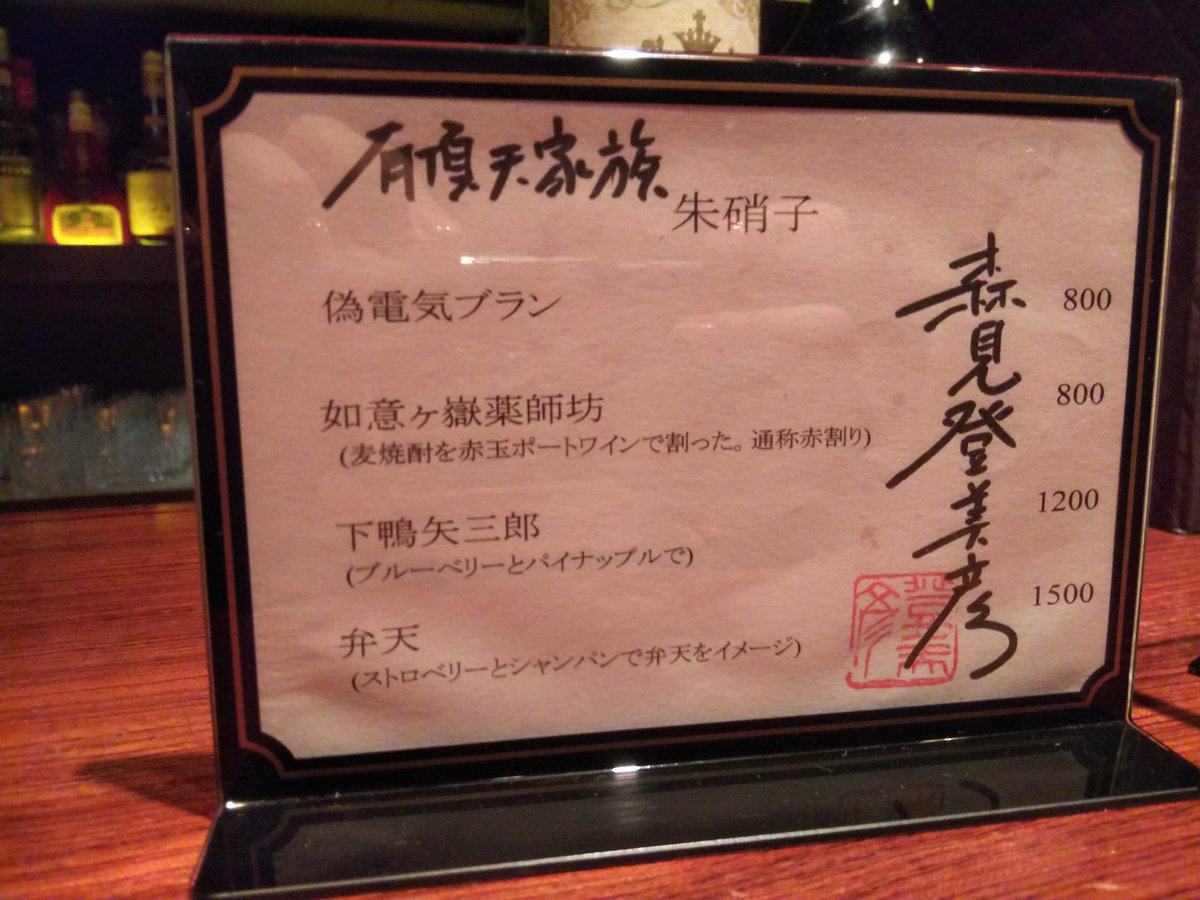 有頂天家族
朱硝子
偽電気ブラン 800
如意ヶ嶽薬師坊 800
(麦焼酎を赤玉ポートワインで割った。通称赤割り)
下鴨矢三郎 1200
(ブルーベリーとパイナップルで)
弁天 1500
(ストロベリーとシャンパンで弁天をイメージ)
森見登美彦